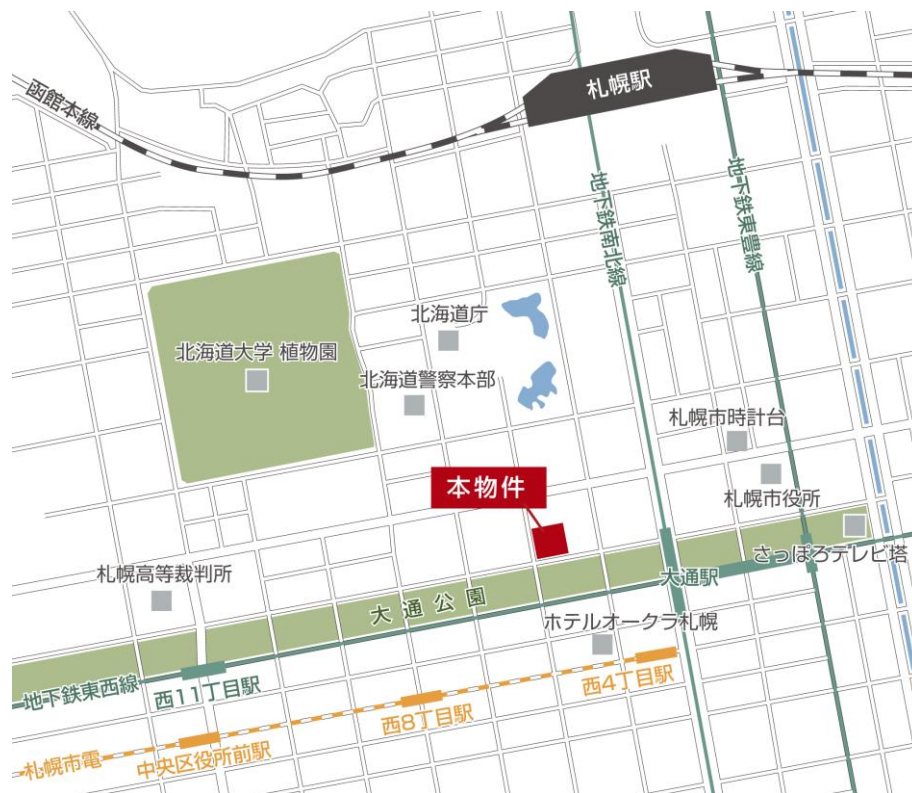 札幌駅
函館本線
地下鉄南北線
地下鉄東豊線
北海道庁
北海道大学 植物園
北海道警察本部
札幌市時計台
本物件
札幌市役所
さっぽろテレビ塔
札幌高等裁判所
大通駅
大通公園
ホテルオークラ札幌
地下鉄東西線
西11丁目駅
西4丁目駅
西8丁目駅
札幌市電
中央区役所前駅